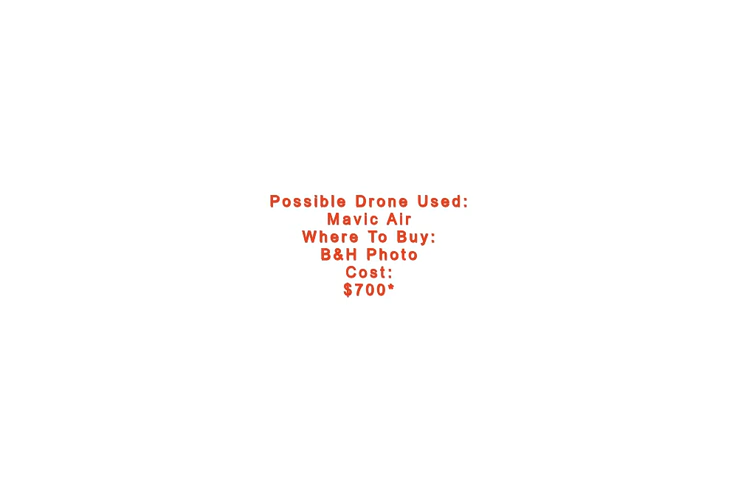 Possible Drone Used:
Mavic Air
Where To Buy:
B&H Photo
Cost:
$700*